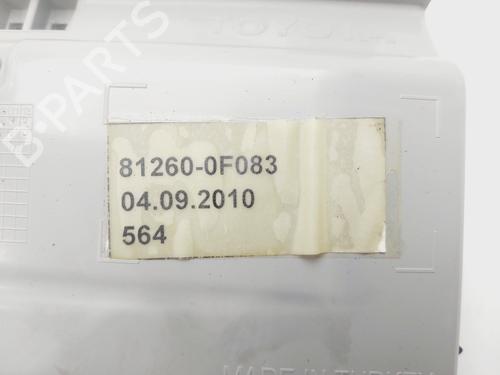 TOYOTA
B-PARTS
81260-0F083
04.09.2010
564
MADE IN TURKEY